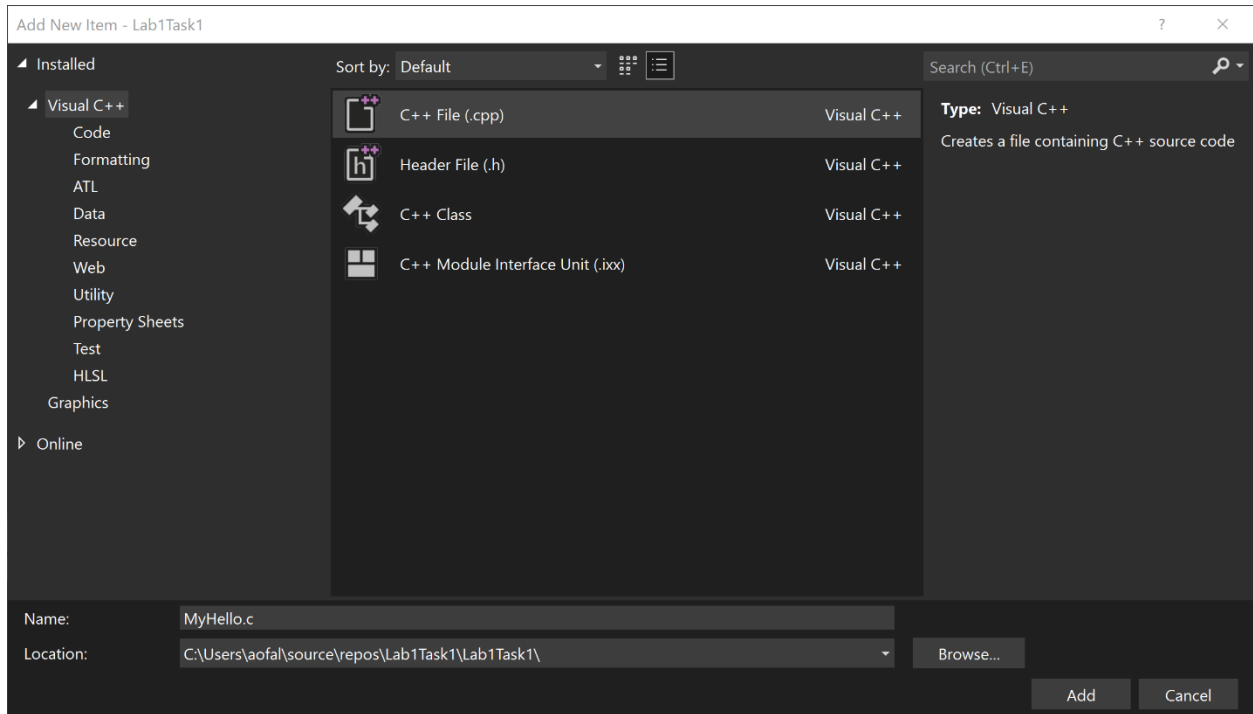 Add New Item - Lab1Task1
? ×
Installed
Visual C++
Code
Formatting
ATL
Data
Resource
Web
Utility
Property Sheets
Test
HLSL
Graphics
Online
Sort by: Default
C++ File (.cpp) Visual C++
Header File (.h) Visual C++
C++ Class Visual C++
C++ Module Interface Unit (.ixx) Visual C++
Search (Ctrl+E)
Type: Visual C++
Creates a file containing C++ source code
Name: MyHello.c
Location: C:\Users\aofal\source\repos\Lab1Task1\Lab1Task1\
Browse...
Add Cancel